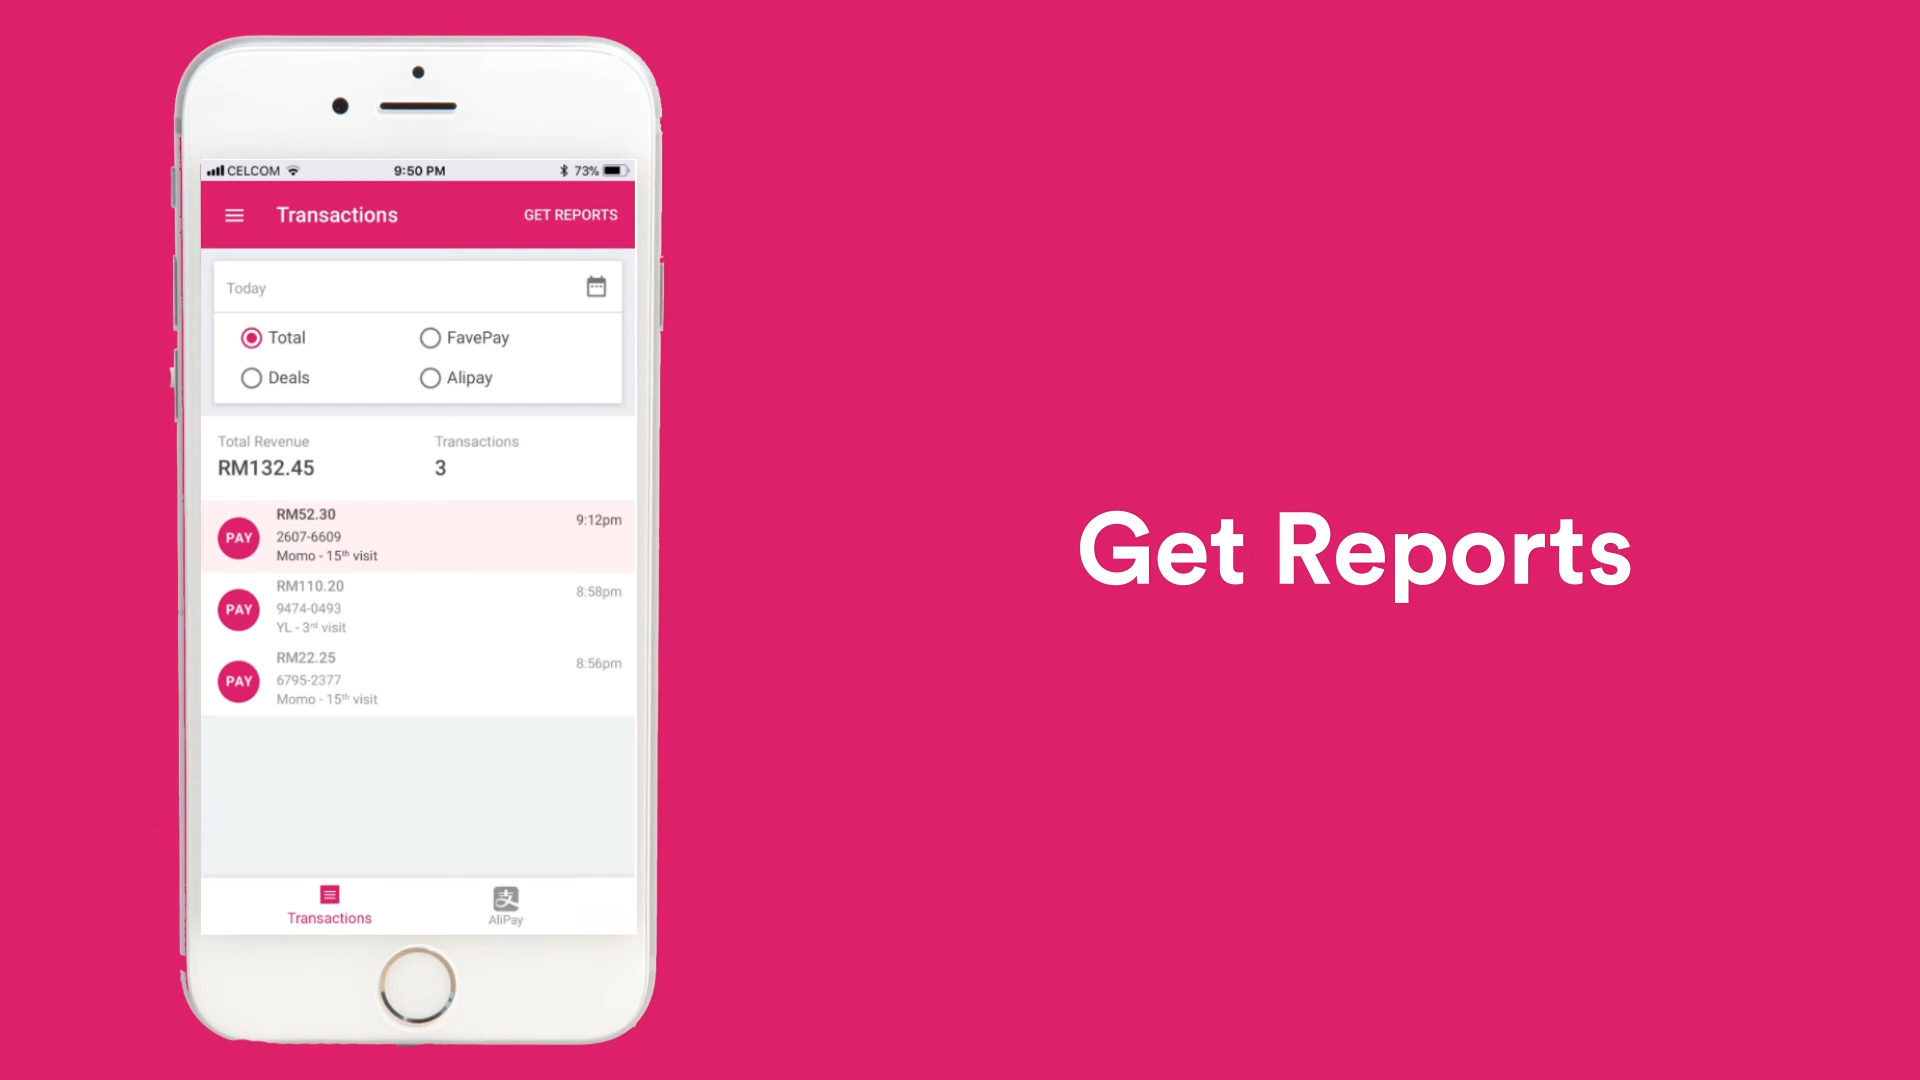 CELCOM 9:50 PM 73%
Transactions GET REPORTS
Today
Total FavePay
Deals Alipay
Total Revenue Transactions
RM132.45 3
RM52.30
9:12pm
PAY 2607-6609
Momo - 15th visit
RM110.20
8:58pm
PAY 9474-0493
YL - 3rd visit
RM22.25
8:56pm
PAY 6795-2377
Momo - 15th visit
支
Transactions AliPay
Get Reports